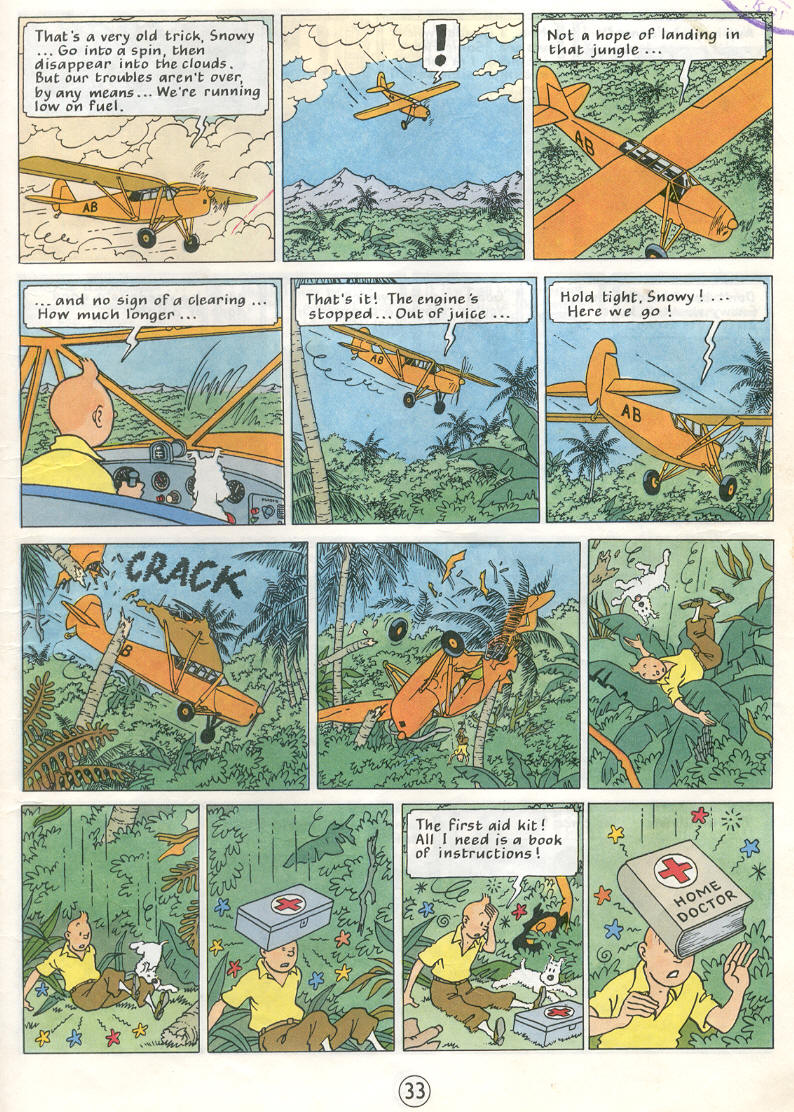 That's a very old trick, Snowy
... Go into a spin, then
disappear into the clouds.
But our troubles aren't over,
by any means... We're running
low on fuel.
AB
!
Not a hope of landing in
that jungle ...
AB
... and no sign of a clearing ...
How much longer ...
That's it! The engine's
stopped... Out of juice ...
AB
Hold tight, Snowy! ...
Here we go!
AB
CRACK
B
The first aid kit!
All I need is a book
of instructions!
HOME
DOCTOR
33